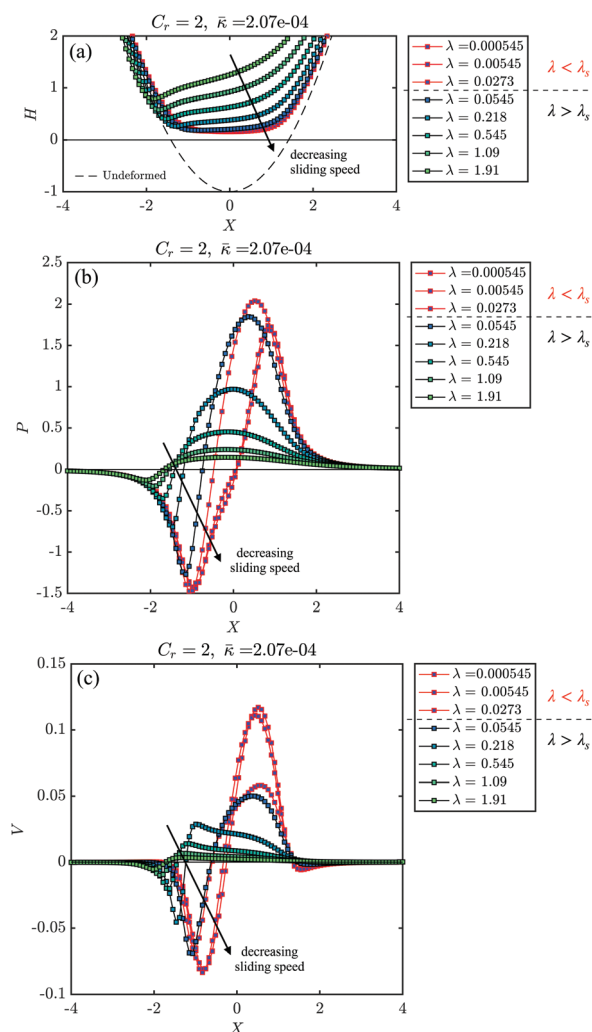 C_r = 2, κ̄ =2.07e-04
(a)
2
1
0
-1
H
-4
-2
0
2
4
X
Undeformed
decreasing
sliding speed
λ =0.000545
λ = 0.00545
λ = 0.0273
λ = 0.0545
λ = 0.218
λ = 0.545
λ = 1.09
λ = 1.91
λ < λ_s
λ > λ_s
C_r = 2, κ̄ =2.07e-04
(b)
2.5
2
1.5
1
0.5
0
-0.5
-1
-1.5
P
-4
-2
0
2
4
X
decreasing
sliding speed
λ =0.000545
λ = 0.00545
λ = 0.0273
λ = 0.0545
λ = 0.218
λ = 0.545
λ = 1.09
λ = 1.91
λ < λ_s
λ > λ_s
C_r = 2, κ̄ =2.07e-04
(c)
0.15
0.1
0.05
0
-0.05
-0.1
V
-4
-2
0
2
4
X
decreasing
sliding speed
λ =0.000545
λ = 0.00545
λ = 0.0273
λ = 0.0545
λ = 0.218
λ = 0.545
λ = 1.09
λ = 1.91
λ < λ_s
λ > λ_s